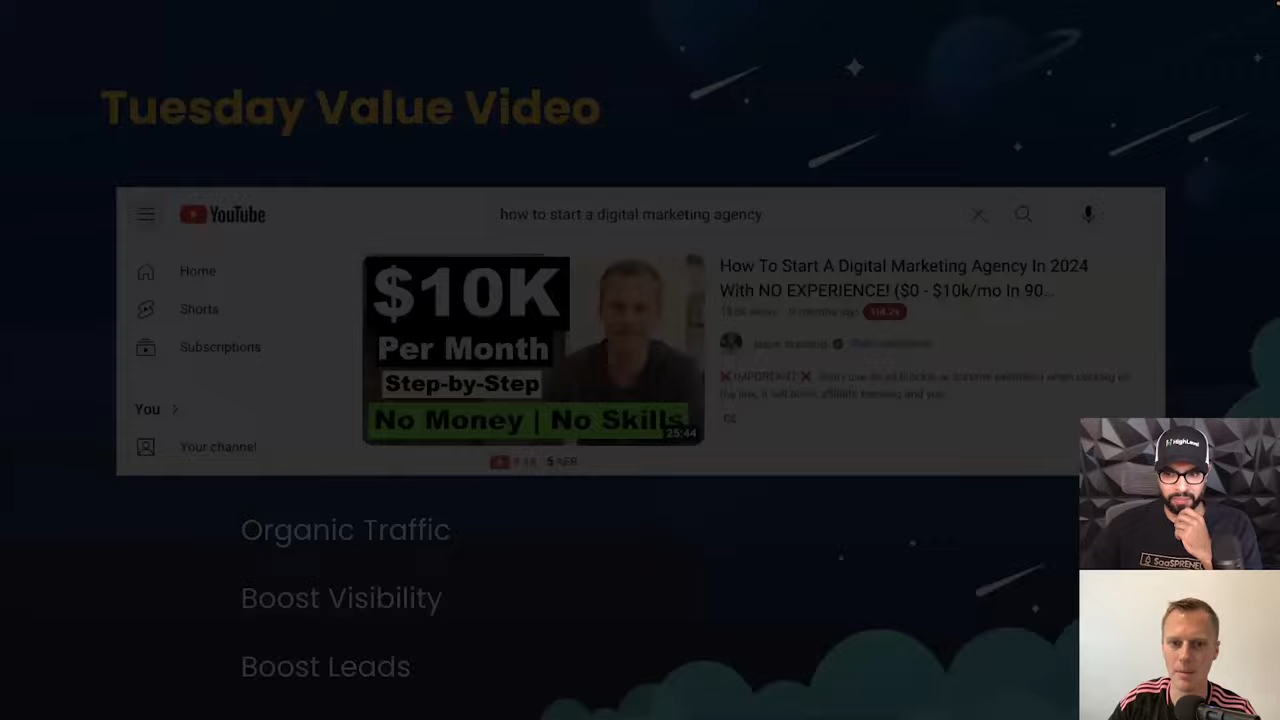 Tuesday Value Video
YouTube
how to start a digital marketing agency
Home
Shorts
Subscriptions
You
Your channel
$10K
Per Month
Step-by-Step
No Money | No Skills
25:44
How To Start A Digital Marketing Agency In 2024
With NO EXPERIENCE! ($0 - $10k/mo In 90...
Organic Traffic
Boost Visibility
Boost Leads
HighLevel